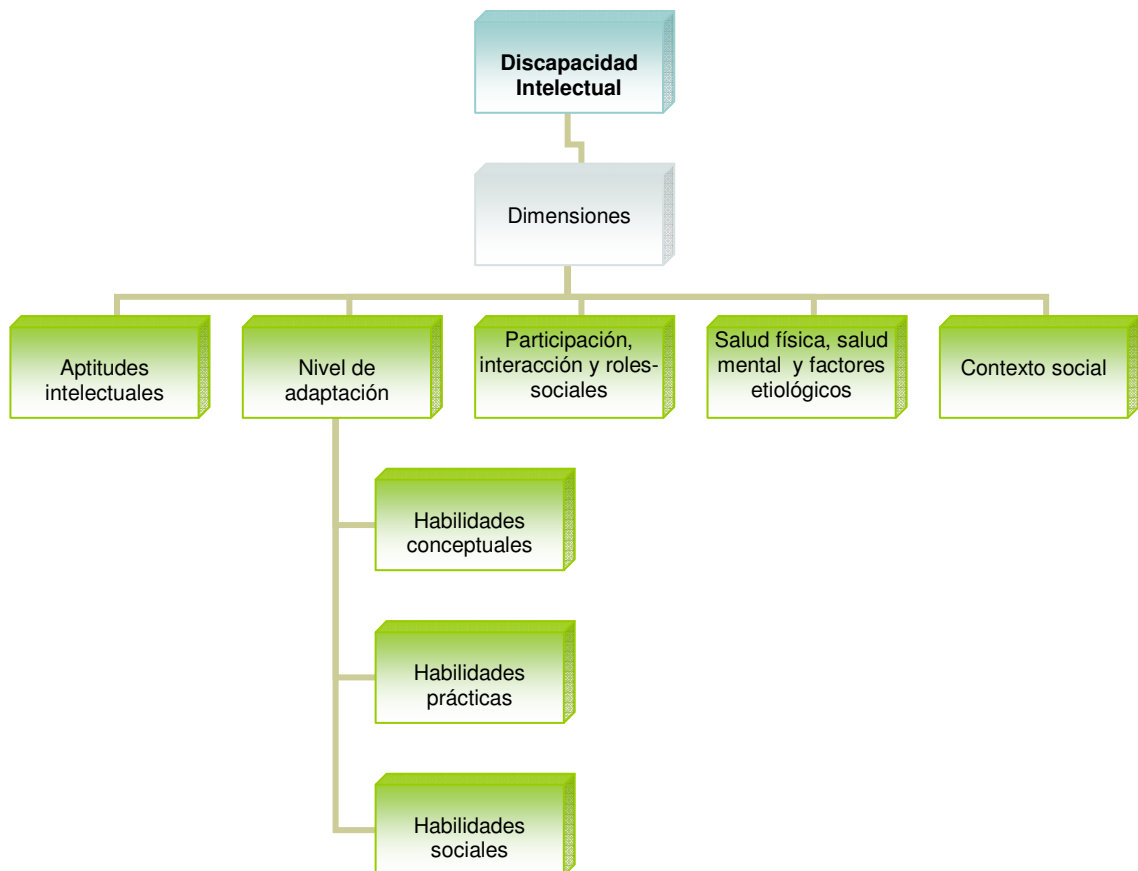 Discapacidad
Intelectual
Dimensiones
Aptitudes
intelectuales
Nivel de
adaptación
Participación,
interacción y roles-
sociales
Salud física, salud
mental y factores
etiológicos
Contexto social
Habilidades
conceptuales
Habilidades
prácticas
Habilidades
sociales